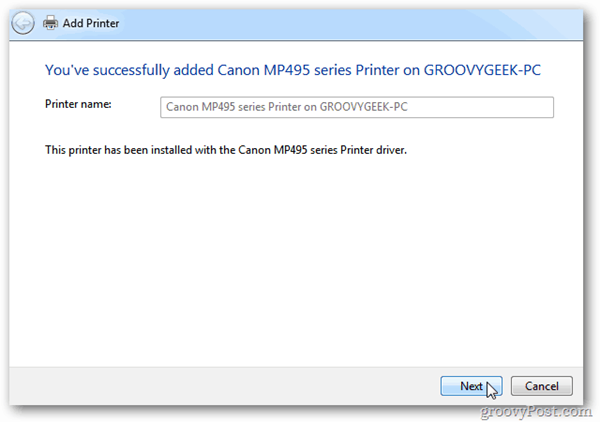 Add Printer
You've successfully added Canon MP495 series Printer on GROOVYGEEK-PC
Printer name: Canon MP495 series Printer on GROOVYGEEK-PC
This printer has been installed with the Canon MP495 series Printer driver.
Next Cancel
groovyPost.com